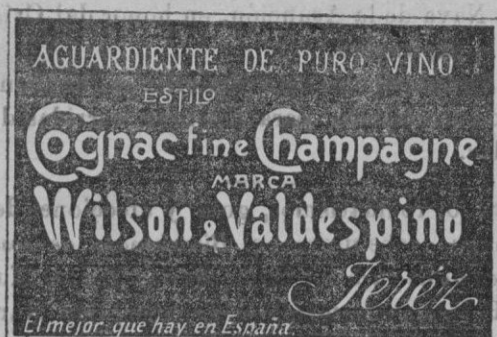 AGUARDIENTE DE PURO VINO
ESTILO
Cognac fine Champagne
MARCA
Wilson & Valdespino
Jeréz
El mejor que hay en España.